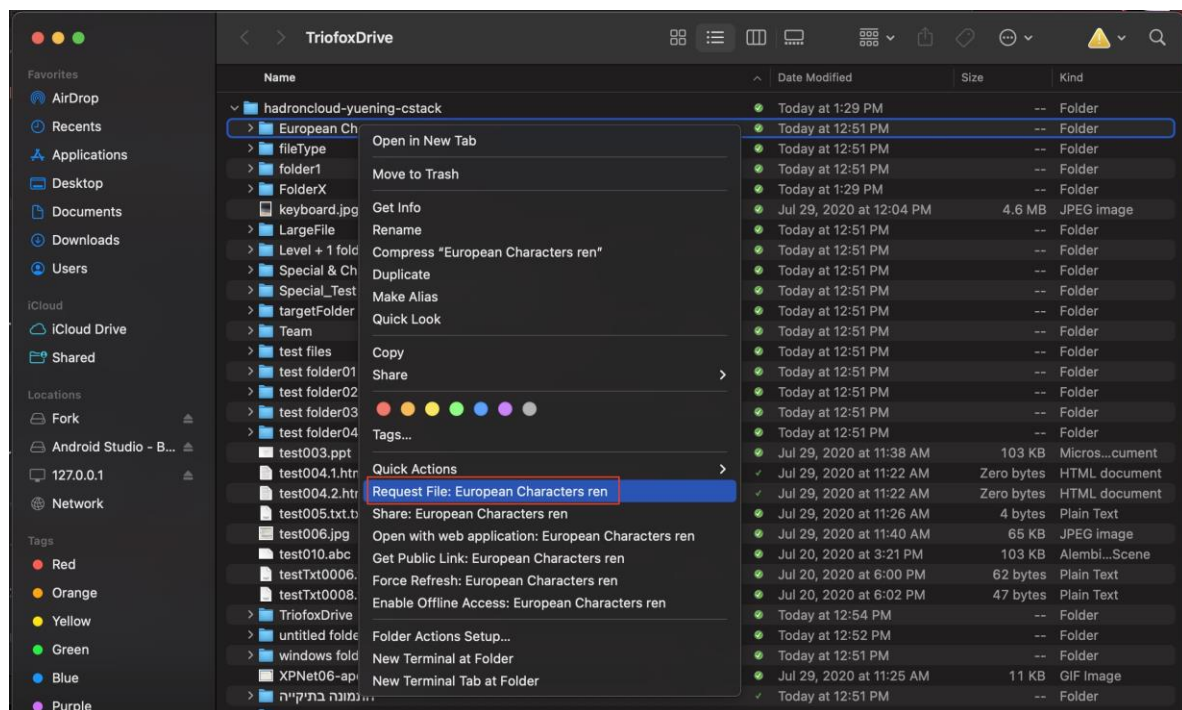 TriofoxDrive
Favorites
AirDrop
Recents
Applications
Desktop
Documents
Downloads
Users
iCloud
iCloud Drive
Shared
Locations
Fork
Android Studio - B...
127.0.0.1
Network
Tags
Red
Orange
Yellow
Green
Blue
Purple
Name Date Modified Size Kind
hadroncloud-yuening-cstack Today at 1:29 PM -- Folder
European Ch Today at 12:51 PM -- Folder
fileType Today at 12:51 PM -- Folder
folder1 Today at 12:51 PM -- Folder
FolderX Today at 1:29 PM -- Folder
keyboard.jpg Jul 29, 2020 at 12:04 PM 4.6 MB JPEG image
LargeFile Today at 12:51 PM -- Folder
Level + 1 fold Today at 12:51 PM -- Folder
Special & Ch Today at 12:51 PM -- Folder
Special_Test Today at 12:51 PM -- Folder
targetFolder Today at 12:51 PM -- Folder
Team Today at 12:51 PM -- Folder
test files Today at 12:51 PM -- Folder
test folder01 Today at 12:51 PM -- Folder
test folder02 Today at 12:51 PM -- Folder
test folder03 Today at 12:51 PM -- Folder
test folder04 Today at 12:51 PM -- Folder
test003.ppt Jul 29, 2020 at 11:38 AM 103 KB Micros...cument
test004.1.htm Jul 29, 2020 at 11:22 AM Zero bytes HTML document
test004.2.htm Jul 29, 2020 at 11:22 AM Zero bytes HTML document
test005.txt.t Jul 29, 2020 at 11:26 AM 4 bytes Plain Text
test006.jpg Jul 29, 2020 at 11:40 AM 65 KB JPEG image
test010.abc Jul 20, 2020 at 3:21 PM 103 KB Alembi...Scene
testTxt0006. Jul 20, 2020 at 6:00 PM 62 bytes Plain Text
testTxt0008. Jul 20, 2020 at 6:02 PM 47 bytes Plain Text
TriofoxDrive Today at 12:54 PM -- Folder
untitled folde Today at 12:52 PM -- Folder
windows fold Today at 12:51 PM -- Folder
XPNet06-ap Jul 29, 2020 at 11:25 AM 11 KB GIF Image
התמונה בתיקייה Today at 12:51 PM -- Folder
Open in New Tab
Move to Trash
Get Info
Rename
Compress “European Characters ren”
Duplicate
Make Alias
Quick Look
Copy
Share
Tags...
Quick Actions
Request File: European Characters ren
Share: European Characters ren
Open with web application: European Characters ren
Get Public Link: European Characters ren
Force Refresh: European Characters ren
Enable Offline Access: European Characters ren
Folder Actions Setup...
New Terminal at Folder
New Terminal Tab at Folder